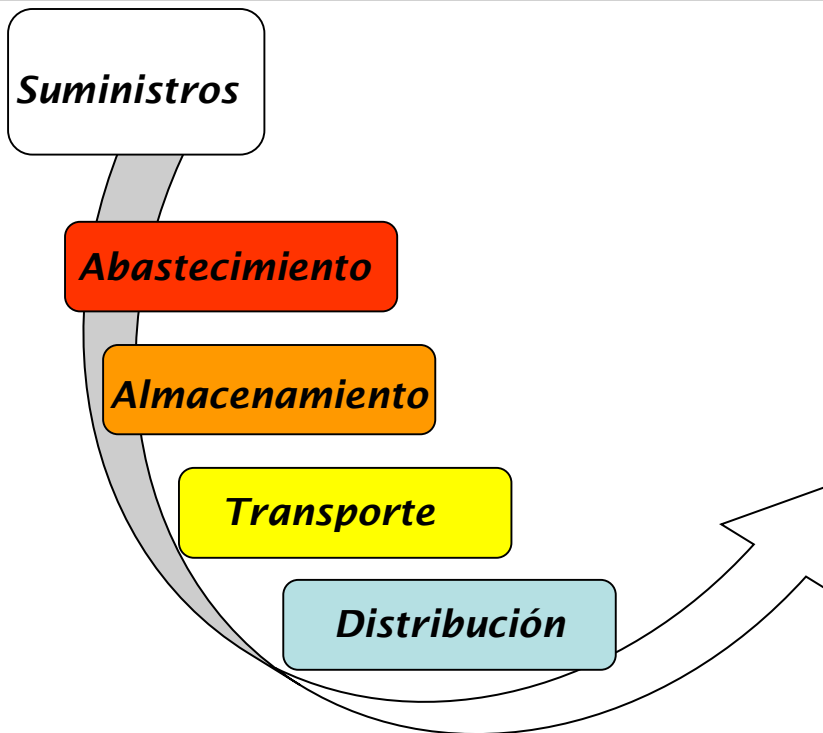 Suministros
Abastecimiento
Almacenamiento
Transporte
Distribución